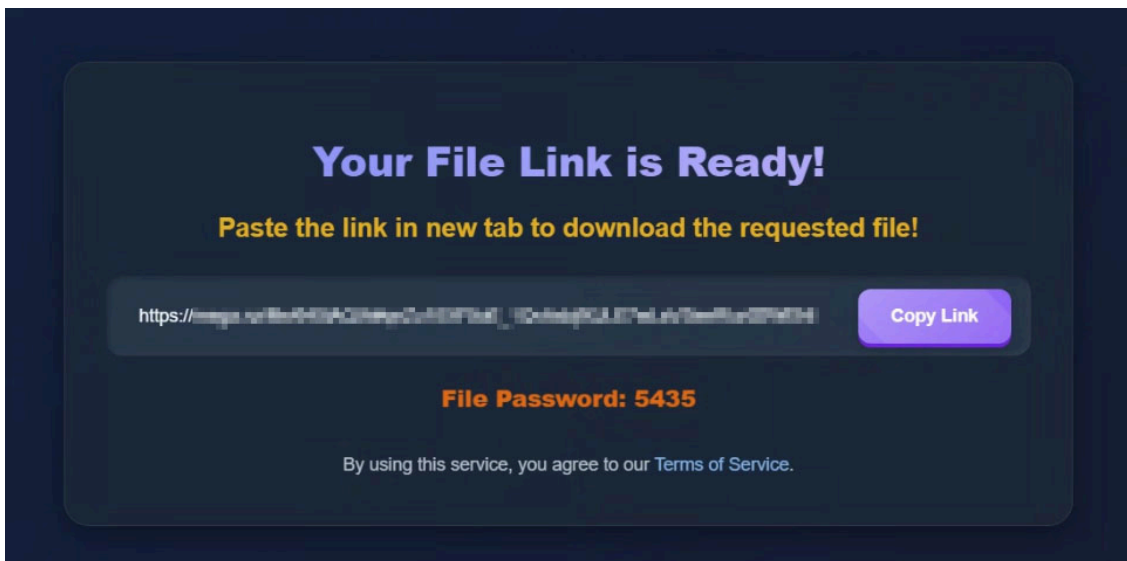 Your File Link is Ready!
Paste the link in new tab to download the requested file!
https://
Copy Link
File Password: 5435
By using this service, you agree to our Terms of Service.